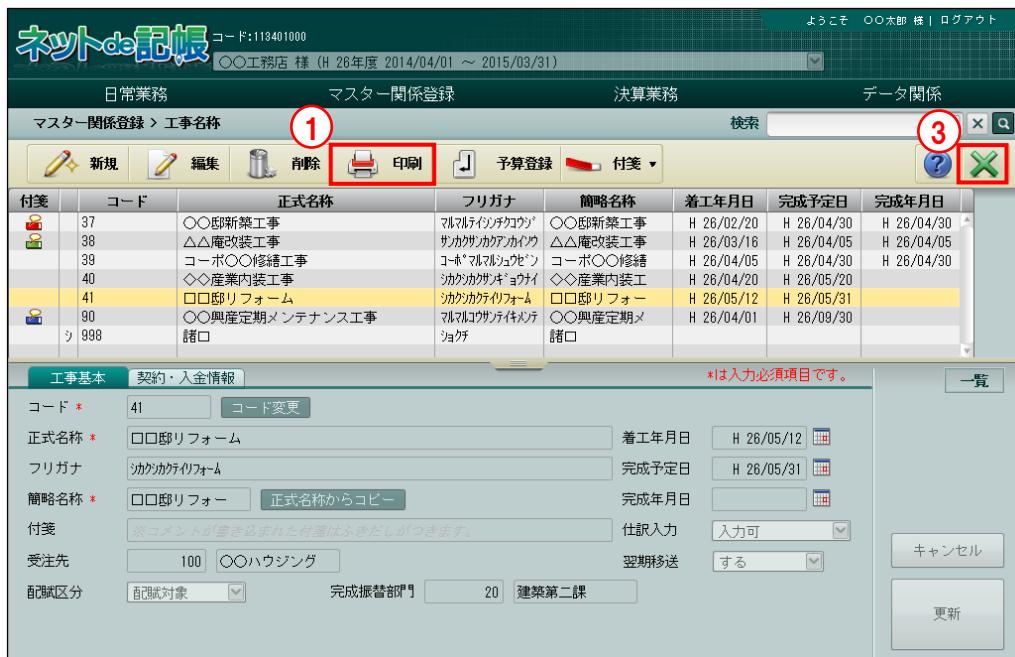 ようこそ 〇〇太郎 様 | ログアウト
ネットde記帳 コード:113401000
〇〇工務店 様 (H 26年度 2014/04/01 ～ 2015/03/31)
日常業務 マスター関係登録 決算業務 データ関係
マスター関係登録 > 工事名称 検索
① ③
新規 編集 削除 印刷 予算登録 付箋 ▼ ?
付箋 コード 正式名称 フリガナ 簡略名称 着工年月日 完成予定日 完成年月日
37 〇〇邸新築工事 ﾏﾙﾏﾙﾃｲｼﾝﾁｸｺｳｼﾞ 〇〇邸新築工事 H 26/02/20 H 26/04/30 H 26/04/30
38 △△庵改装工事 ｻﾝｶｸｻﾝｶｸｱﾝｶｲｿｳ △△庵改装工事 H 26/03/16 H 26/04/05 H 26/04/05
39 コーポ〇〇修繕工事 ｺｰﾎﾟﾏﾙﾏﾙｼｭｳｾﾞﾝ コーポ〇〇修繕 H 26/04/05 H 26/04/30 H 26/04/30
40 ◇◇産業内装工事 ｼｶｸｼｶｸｻﾝｷﾞｮｳﾅｲ ◇◇産業内装工 H 26/04/20 H 26/05/20
41 □□邸リフォーム ｼｶｸｼｶｸﾃｲﾘﾌｫｰﾑ □□邸リフォー H 26/05/12 H 26/05/31
90 〇〇興産定期メンテナンス工事 ﾏﾙﾏﾙｺｳｻﾝﾃｲｷﾒﾝﾃ 〇〇興産定期メ H 26/04/01 H 26/09/30
シ 998 諸口 ｼｮｸﾁ 諸口
工事基本 契約・入金情報 *は入力必須項目です。 一覧
コード * 41 コード変更
正式名称 * □□邸リフォーム 着工年月日 H 26/05/12
フリガナ ｼｶｸｼｶｸﾃｲﾘﾌｫｰﾑ 完成予定日 H 26/05/31
簡略名称 * □□邸リフォー 正式名称からコピー 完成年月日
付箋 ※コメントが書き込まれた付箋はふきだしがつきます。 仕訳入力 入力可
受注先 100 〇〇ハウジング 翌期移送 する キャンセル
配賦区分 配賦対象 完成振替部門 20 建築第二課 更新